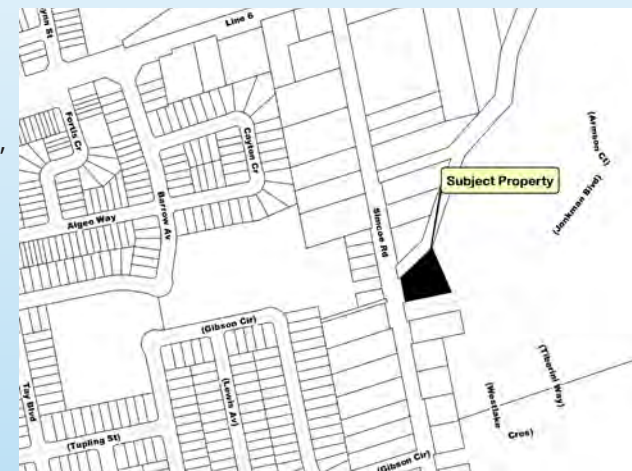 Line 6
Fortis Cr
Cayton Cr
Barrow Av
Algeo Way
Simcoe Rd
Subject Property
(Armson Ct)
(Jonkman Blvd)
(Gibson Cir)
(Lewis Av)
Tay Blvd
(Tupling St)
(Gibson Cir)
(Tiberini Way)
(Westlake
Cres)